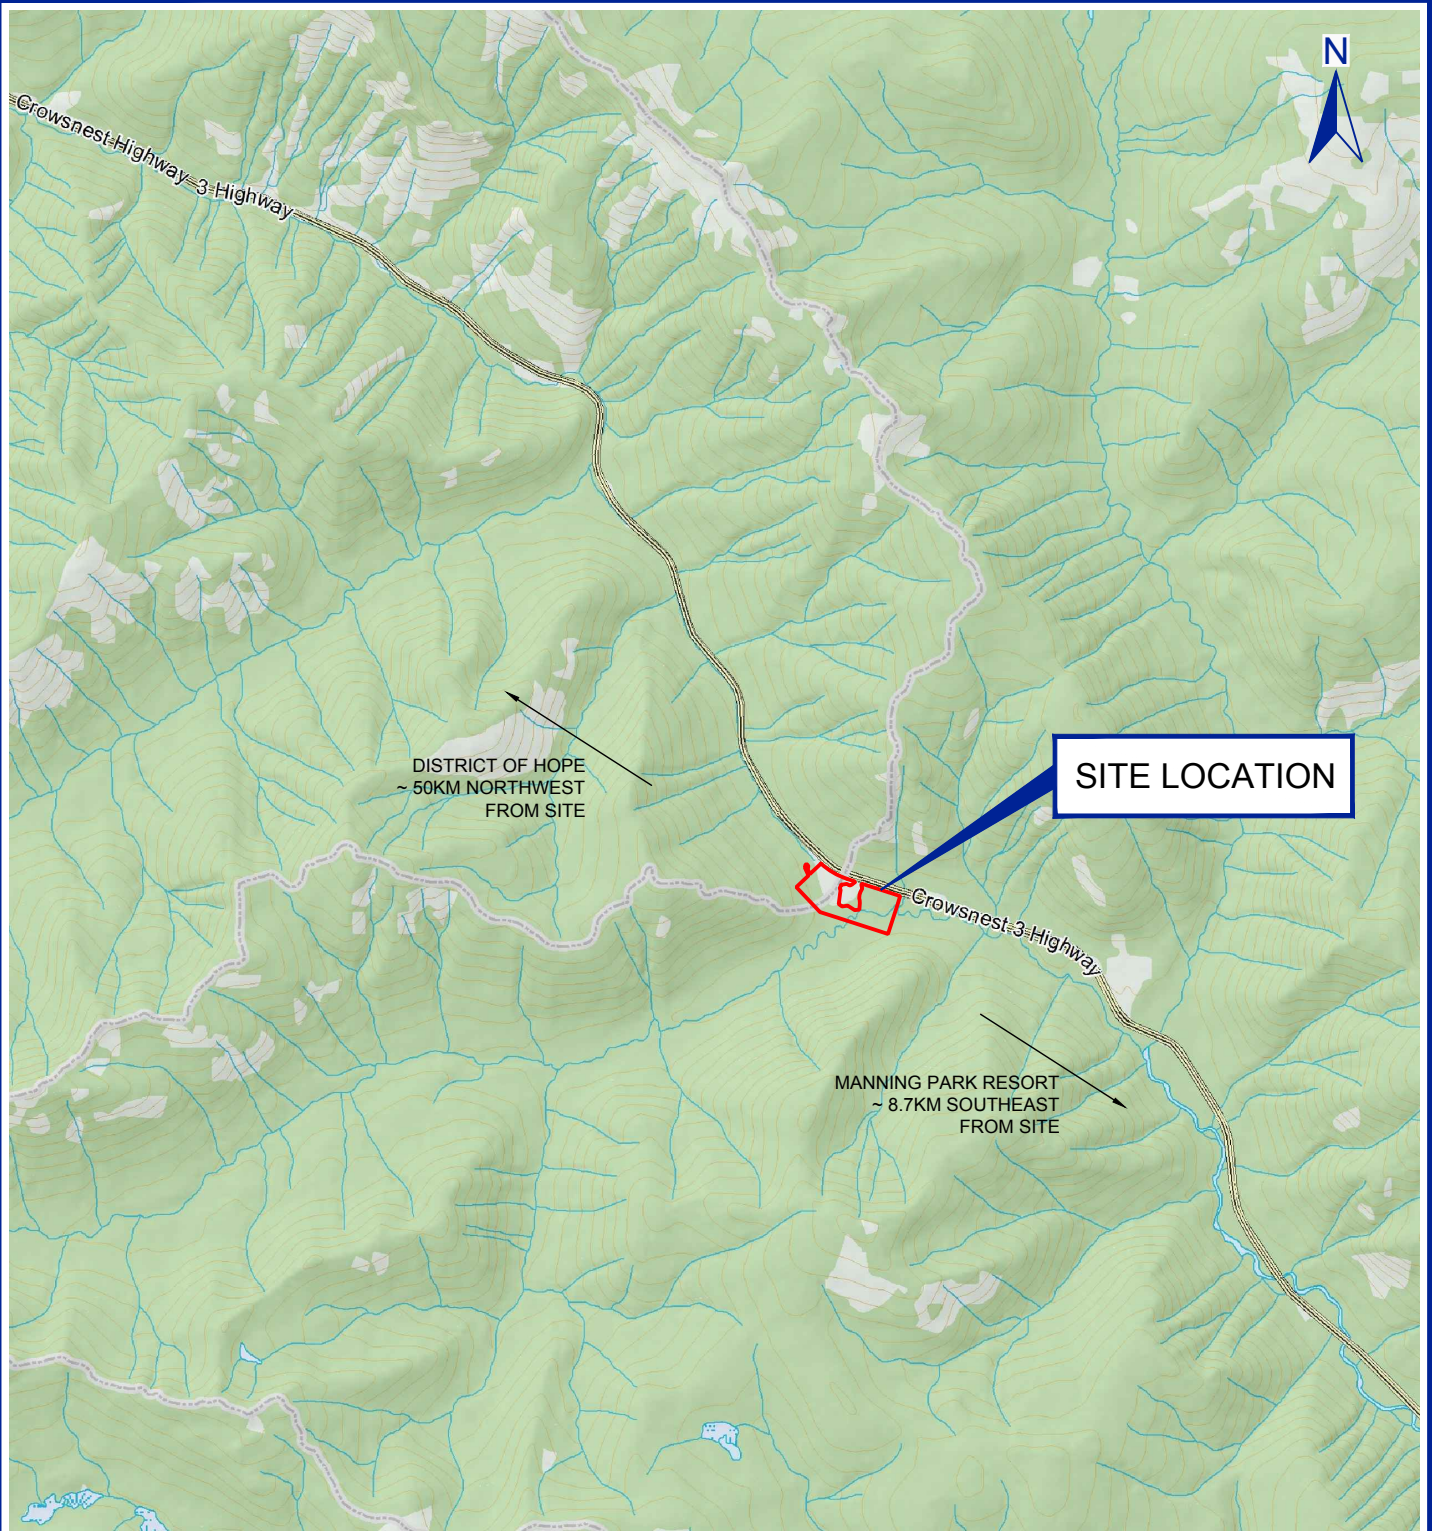 N
Crowsnest Highway 3 Highway
SITE LOCATION
DISTRICT OF HOPE
~ 50KM NORTHWEST
FROM SITE
Crowsnest 3 Highway
MANNING PARK RESORT
~ 8.7KM SOUTHEAST
FROM SITE